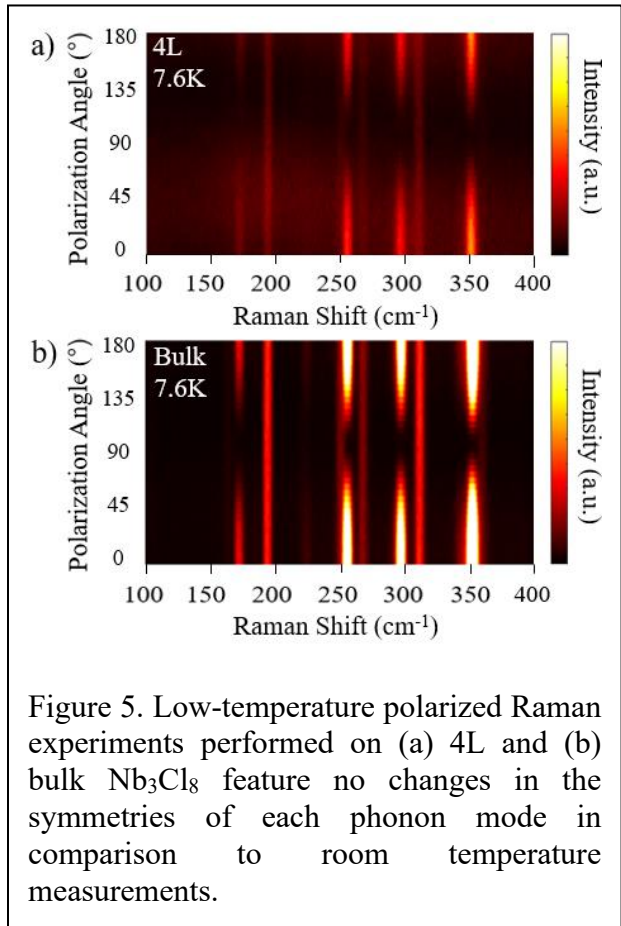 a)
4L
7.6K
Polarization Angle (°)
180
135
90
45
0
100 150 200 250 300 350 400
Raman Shift (cm⁻¹)
Intensity (a.u.)
b)
Bulk
7.6K
Polarization Angle (°)
180
135
90
45
0
100 150 200 250 300 350 400
Raman Shift (cm⁻¹)
Intensity (a.u.)
Figure 5. Low-temperature polarized Raman
experiments performed on (a) 4L and (b)
bulk Nb₃Cl₈ feature no changes in the
symmetries of each phonon mode in
comparison to room temperature
measurements.